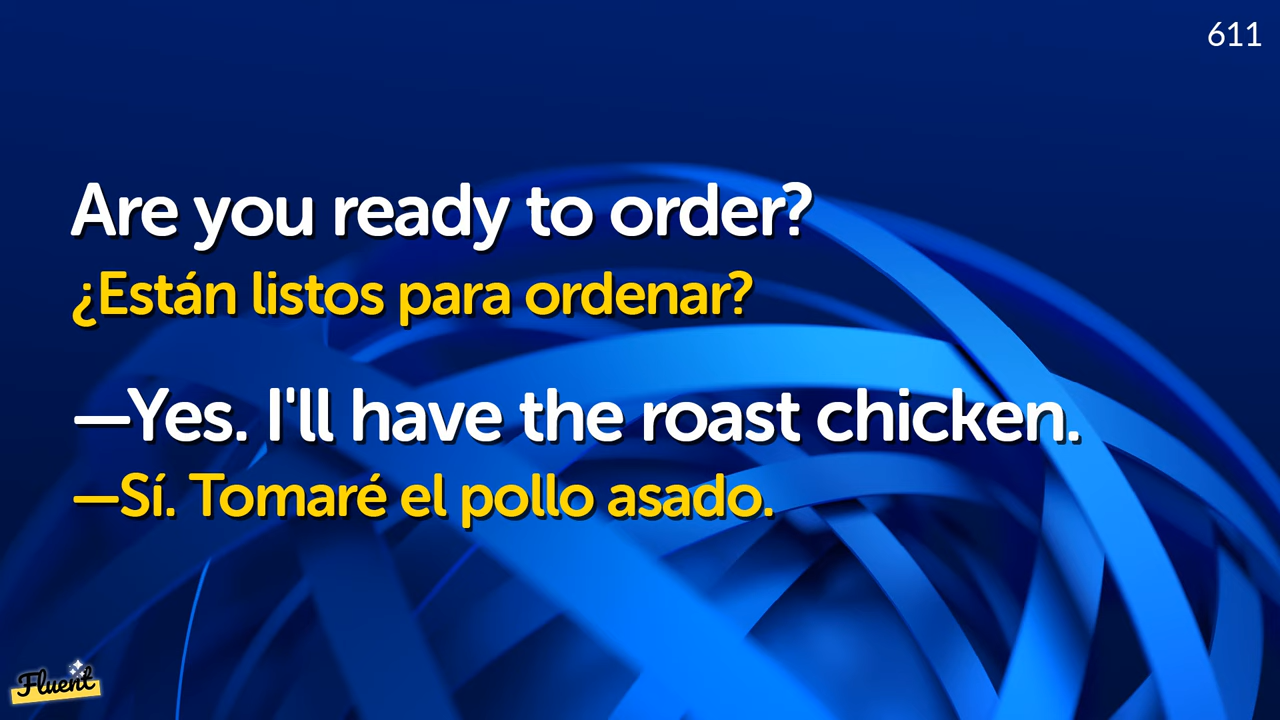 611
Are you ready to order?
¿Están listos para ordenar?
—Yes. I'll have the roast chicken.
—Sí. Tomaré el pollo asado.
Fluent